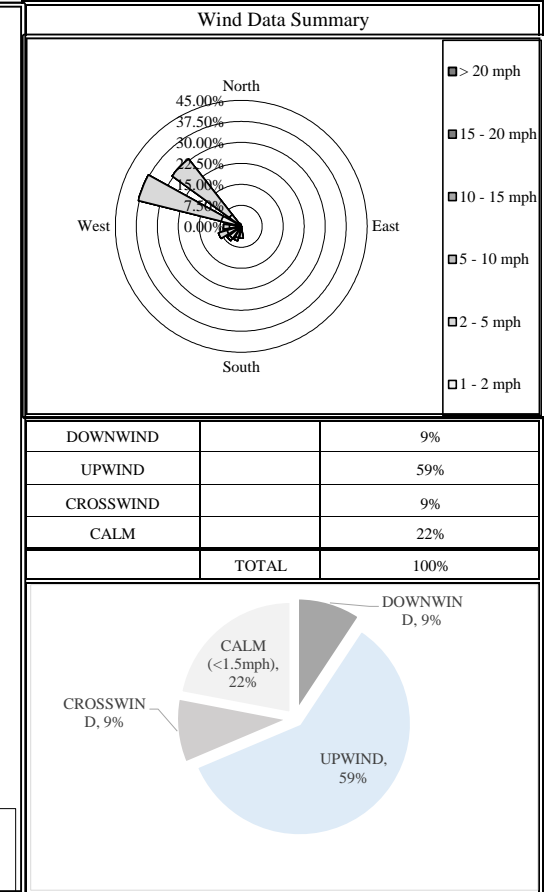 Wind Data Summary
North
45.00%
37.50%
30.00%
22.50%
15.00%
7.50%
0.00%
West
East
South
> 20 mph
15 - 20 mph
10 - 15 mph
5 - 10 mph
2 - 5 mph
1 - 2 mph
DOWNWIND 9%
UPWIND 59%
CROSSWIND 9%
CALM 22%
TOTAL 100%
DOWNWIN
D, 9%
CALM
(<1.5mph),
22%
CROSSWIN
D, 9%
UPWIND,
59%